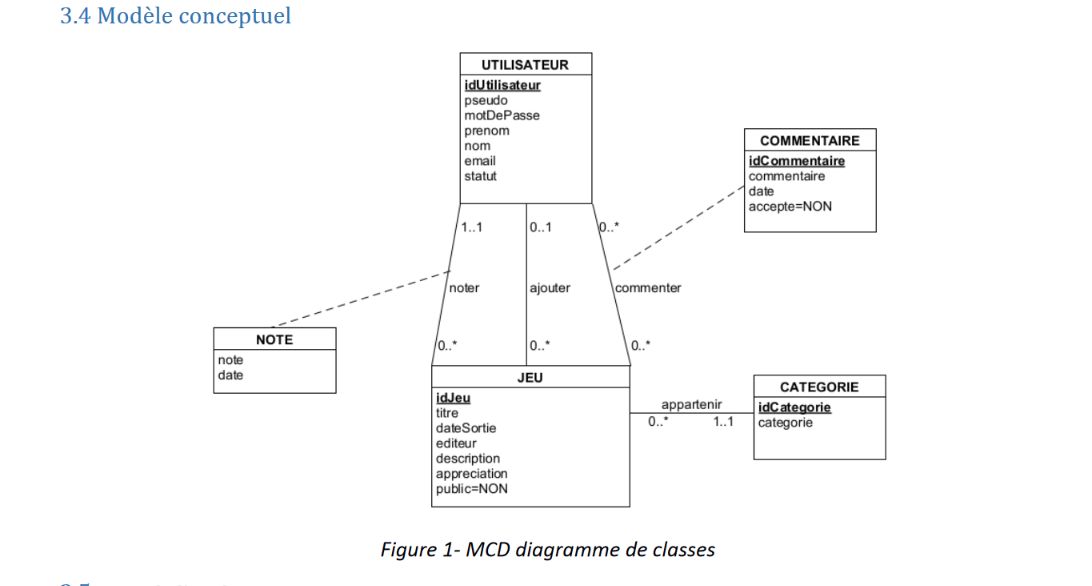 3.4 Modèle conceptuel
UTILISATEUR
idUtilisateur
pseudo
motDePasse
prenom
nom
email
statut
COMMENTAIRE
idCommentaire
commentaire
date
accepte=NON
1..1
0..1
0..*
noter
ajouter
commenter
NOTE
note
date
0..*
0..*
0..*
JEU
idJeu
titre
dateSortie
editeur
description
appreciation
public=NON
appartenir
0..*
1..1
CATEGORIE
idCategorie
categorie
Figure 1- MCD diagramme de classes